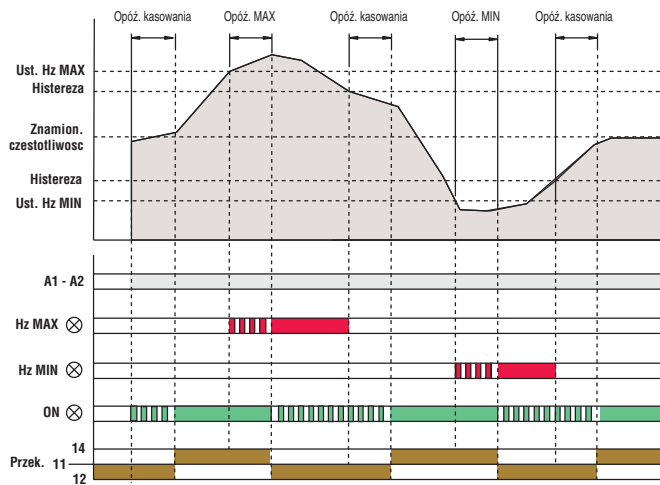 Opóź. kasowania
Opóź. MAX
Opóź. kasowania
Opóź. MIN
Opóź. kasowania
Ust. Hz MAX
Histereza
Znamion.
czestotliwosc
Histereza
Ust. Hz MIN
A1 - A2
Hz MAX
Hz MIN
ON
Przek.
14
11
12